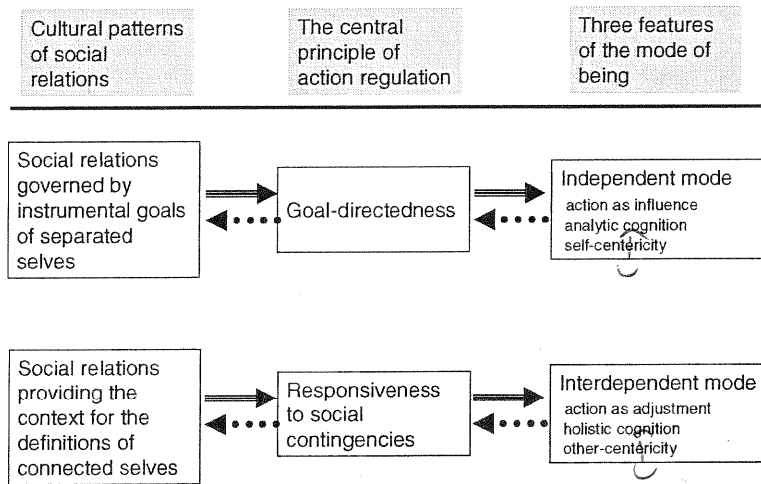 Cultural patterns
of social
relations
The central
principle of
action regulation
Three features
of the mode of
being
Social relations
governed by
instrumental goals
of separated
selves
Goal-directedness
Independent mode
action as influence
analytic cognition
self-centericity
Social relations
providing the
context for the
definitions of
connected selves
Responsiveness
to social
contingencies
Interdependent mode
action as adjustment
holistic cognition
other-centericity